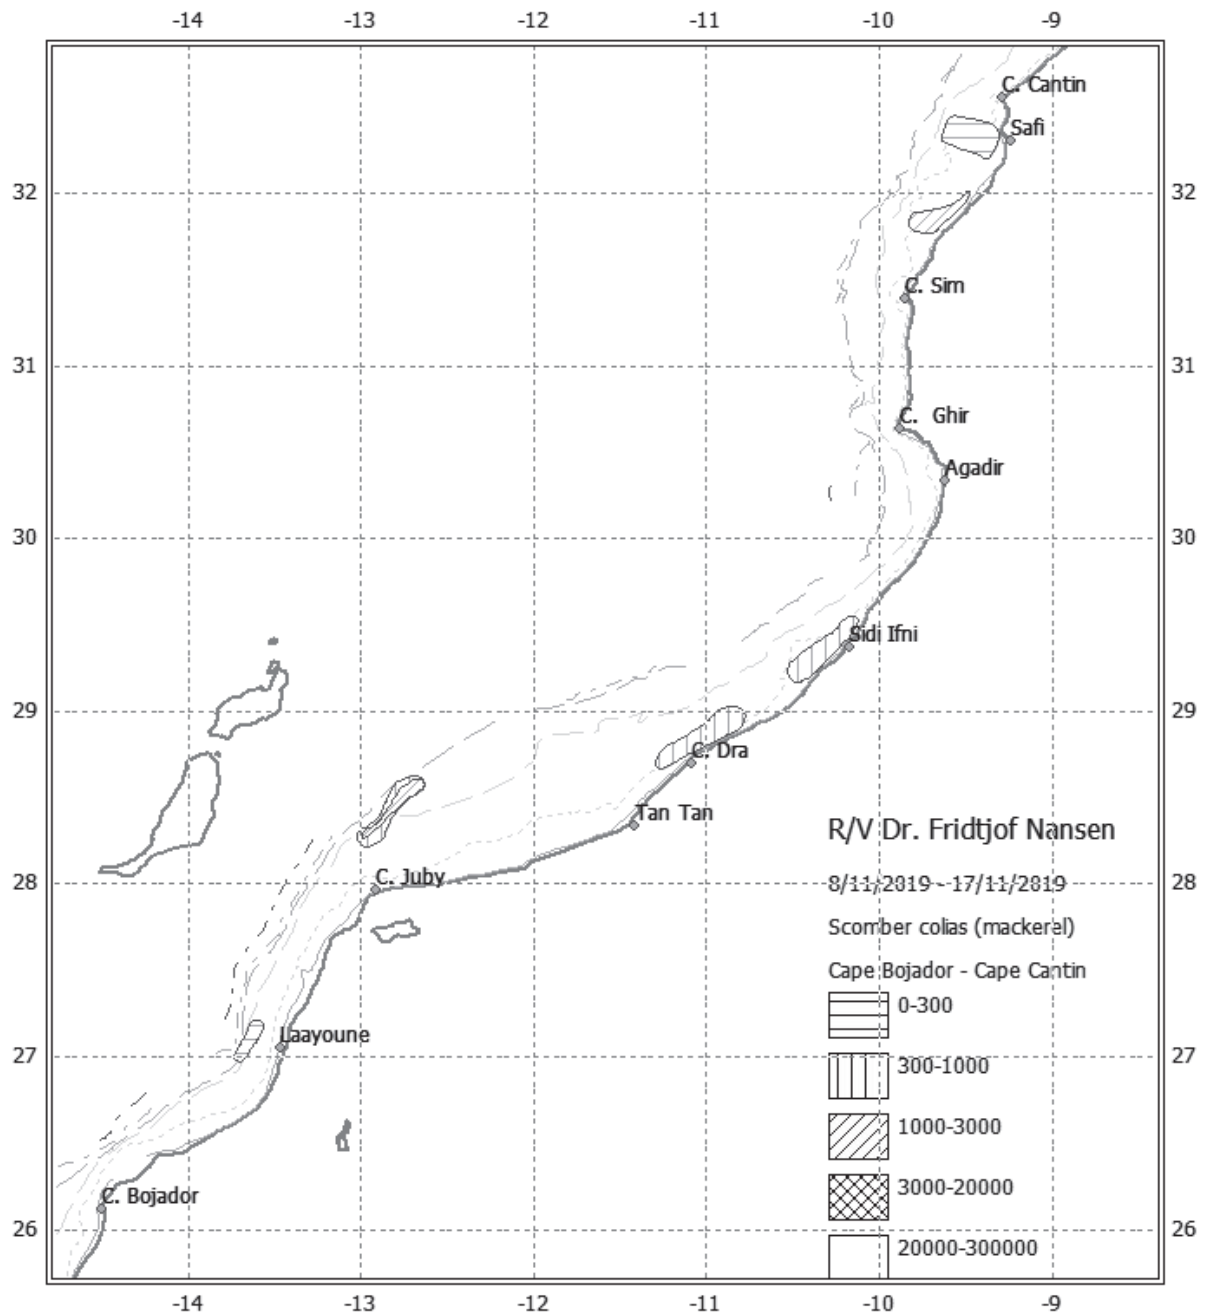 -14 -13 -12 -11 -10 -9
C. Cantin
Safi
32 32
C. Sim
31 31
C. Ghir
Agadir
30 30
Sidi Ifni
29 29
C. Dra
Tan Tan
R/V Dr. Fridtjof Nansen
C. Juby
28 8/11/2019 - 17/11/2019 28
Scomber colias (mackerel)
Cape Bojador - Cape Cantin
0-300
Laayoune
27 27
300-1000
1000-3000
3000-20000
C. Bojador
26 26
20000-300000
-14 -13 -12 -11 -10 -9